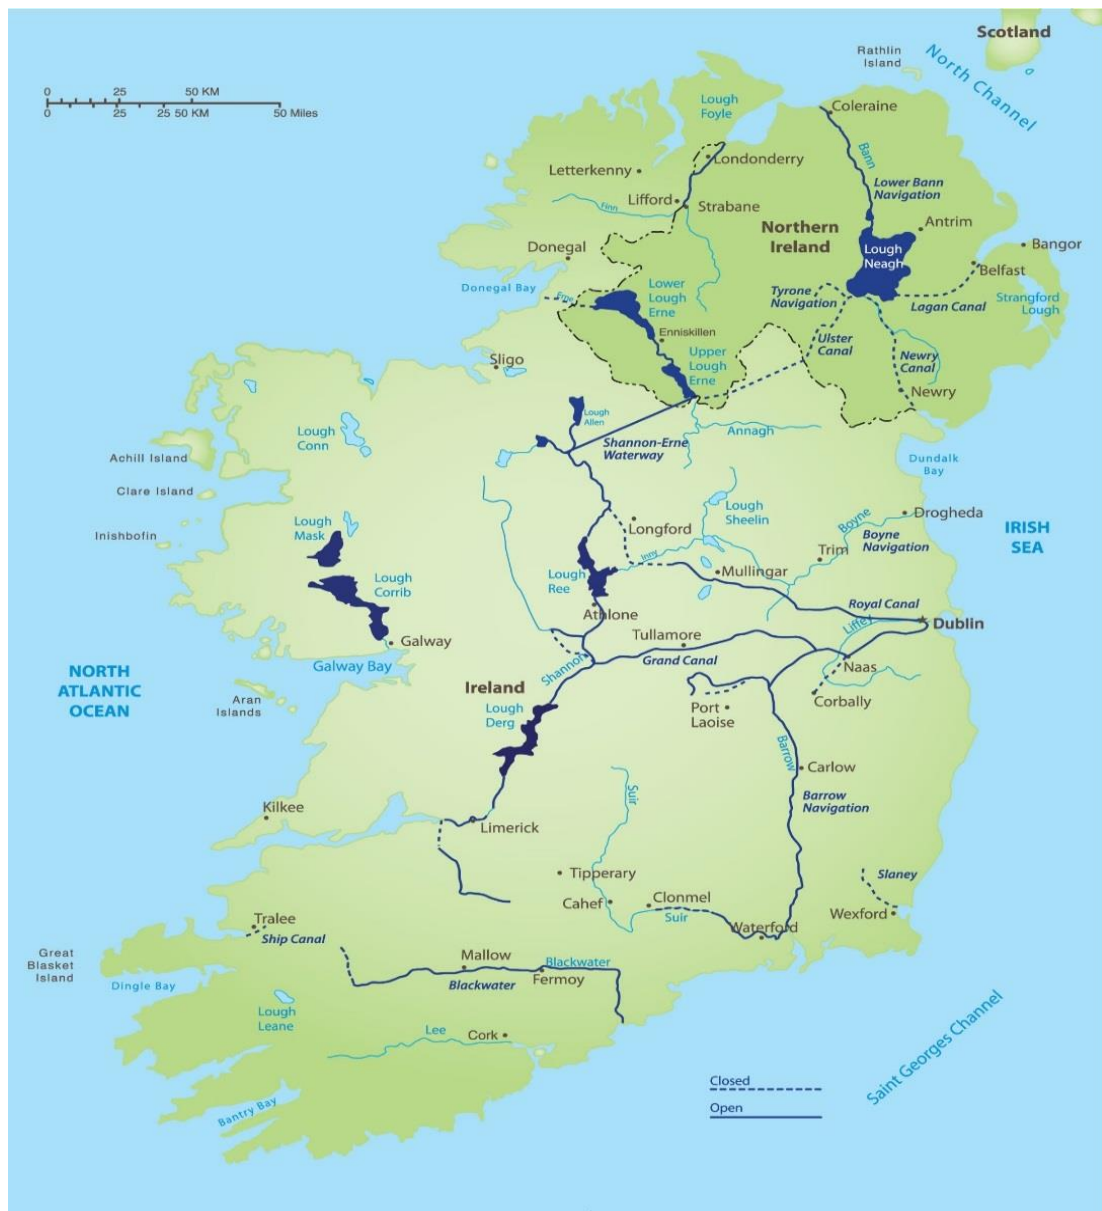 Scotland
Rathlin
Island
North Channel
0 25 50 KM
0 25 25 50 KM 50 Miles
Lough
Foyle
Coleraine
Bann
Londonderry
Letterkenny
Lower Bann
Navigation
Lifford
Finn
Strabane
Northern
Ireland
Antrim
Donegal
Lough
Neagh
Bangor
Belfast
Donegal Bay
Erne
Lower
Lough
Erne
Tyrone
Navigation
Lagan Canal
Strangford
Lough
Enniskillen
Ulster
Canal
Sligo
Upper
Lough
Erne
Newry
Canal
Newry
Lough
Allen
Lough
Conn
Annagh
Shannon-Erne
Waterway
Achill Island
Dundalk
Bay
Clare Island
Lough
Sheelin
Boyne
Drogheda
Lough
Mask
Longford
IRISH
SEA
Inishbofin
Boyne
Navigation
Inny
Trim
Lough
Ree
Mullingar
Lough
Corrib
Royal Canal
Athlone
Liffey
Dublin
Galway
Tullamore
Galway Bay
Shannon
Grand Canal
Naas
NORTH
ATLANTIC
OCEAN
Ireland
Aran
Islands
Lough
Derg
Port
Laoise
Corbally
Barrow
Carlow
Suir
Barrow
Navigation
Kilkee
Limerick
Tipperary
Slaney
Cahef
Clonmel
Suir
Wexford
Waterford
Tralee
Ship Canal
Great
Blasket
Island
Mallow
Blackwater
Dingle Bay
Blackwater
Fermoy
Lough
Leane
Lee
Cork
Saint Georges Channel
Closed
Bantry Bay
Open